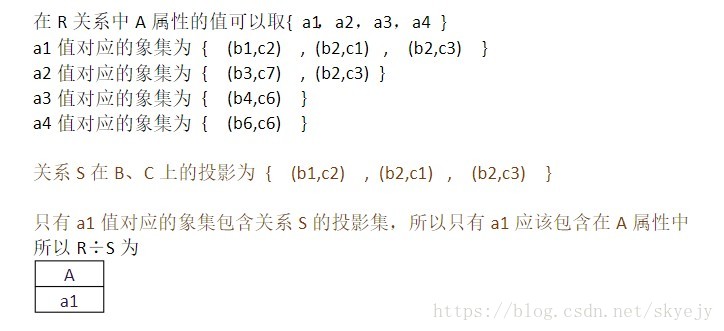 在 R 关系中 A 属性的值可以取{ a1, a2，a3，a4 }
a1 值对应的象集为 { (b1,c2) ，(b2,c1) ，(b2,c3) }
a2 值对应的象集为 { (b3,c7) ，(b2,c3) }
a3 值对应的象集为 { (b4,c6) }
a4 值对应的象集为 { (b6,c6) }
关系 S 在 B、C 上的投影为 { (b1,c2) ，(b2,c1) ， (b2,c3) }
只有 a1 值对应的象集包含关系 S 的投影集，所以只有 a1 应该包含在 A 属性中
所以 R÷S 为
A
a1
https://blog.csdn.net/skyejy